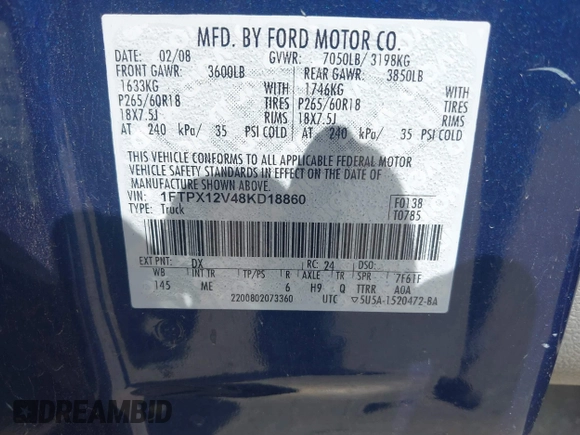 MFD. BY FORD MOTOR CO.
DATE: 02/08 GVWR: 7050LB/ 3198KG
FRONT GAWR: 3600LB REAR GAWR: 3850LB
1633KG 1746KG
P265/60R18 TIRES P265/60R18 TIRES
18X7.5J RIMS 18X7.5J RIMS
AT 240 kPa/ 35 PSI COLD AT 240 kPa/ 35 PSI COLD
THIS VEHICLE CONFORMS TO ALL APPLICABLE FEDERAL MOTOR
VEHICLE SAFETY STANDARDS IN EFFECT ON THE DATE OF
MANUFACTURE SHOWN ABOVE.
VIN: 1FTPX12V48KD18860 F0138
TYPE: Truck T0785
EXT PNT: DX RC: 24 DSO:
WB INT TR TP/PS R AXLE TR SPR 7F6TF
145 ME 6 H9 Q TTRR A0A
2200802073360 UTC ▽5U5A-1520472-BA
DREAMBID